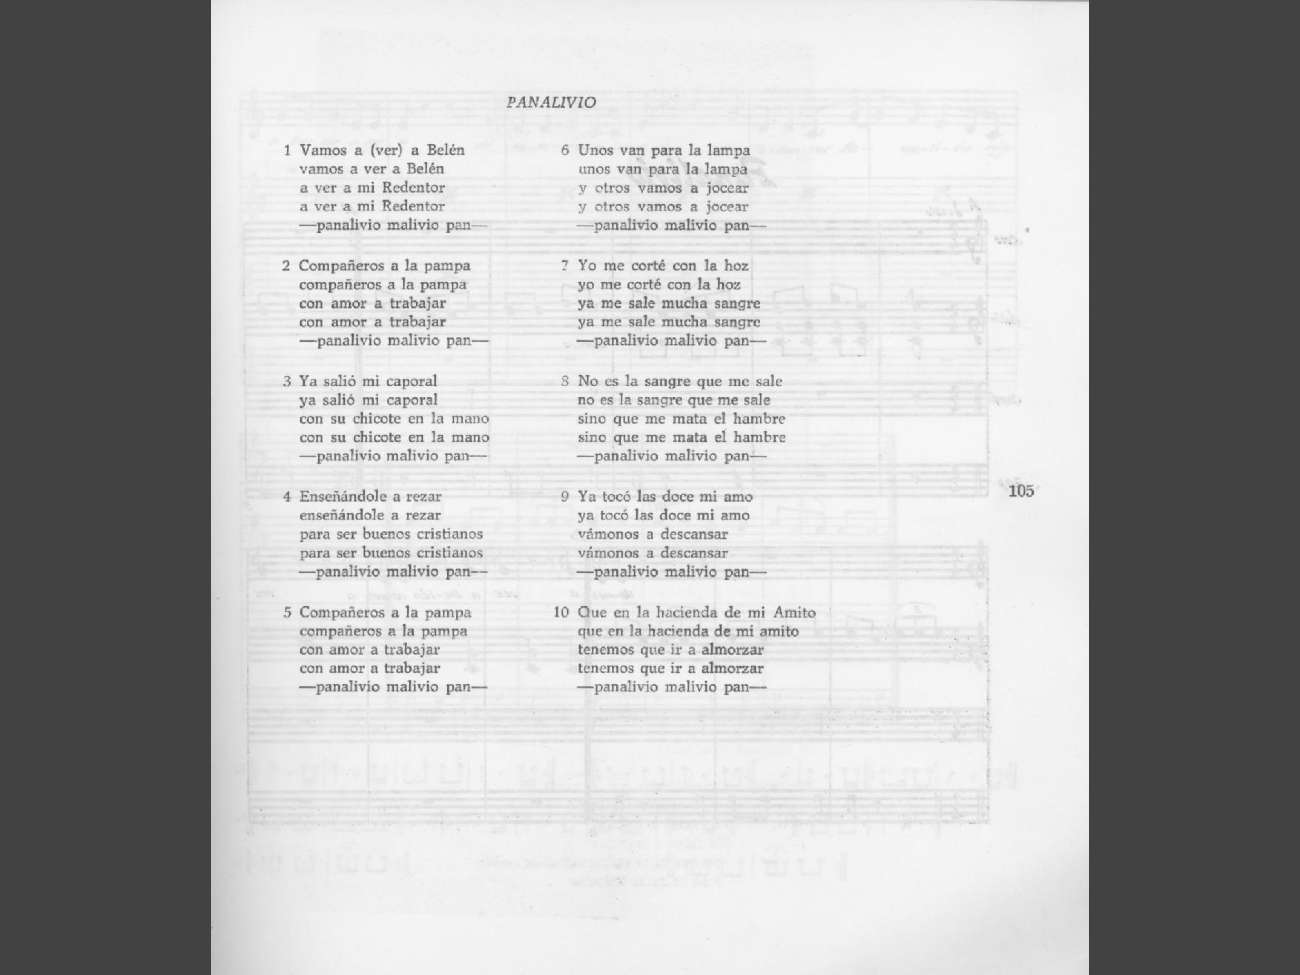 PANALIVIO
1 Vamos a (ver) a Belén
vamos a ver a Belén
a ver a mi Redentor
a ver a mi Redentor
—panalivio malivio pan—
2 Compañeros a la pampa
compañeros a la pampa
con amor a trabajar
con amor a trabajar
—panalivio malivio pan—
3 Ya salió mi caporal
ya salió mi caporal
con su chicote en la mano
con su chicote en la mano
—panalivio malivio pan—
4 Enseñándole a rezar
enseñándole a rezar
para ser buenos cristianos
para ser buenos cristianos
—panalivio malivio pan—
5 Compañeros a la pampa
compañeros a la pampa
con amor a trabajar
con amor a trabajar
—panalivio malivio pan—
6 Unos van para la lampa
unos van para la lampa
y otros vamos a jocear
y otros vamos a jocear
—panalivio malivio pan—
7 Yo me corté con la hoz
yo me corté con la hoz
ya me sale mucha sangre
ya me sale mucha sangre
—panalivio malivio pan—
8 No es la sangre que me sale
no es la sangre que me sale
sino que me mata el hambre
sino que me mata el hambre
—panalivio malivio pan—
9 Ya tocó las doce mi amo
ya tocó las doce mi amo
vámonos a descansar
vámonos a descansar
—panalivio malivio pan—
10 Que en la hacienda de mi Amito
que en la hacienda de mi amito
tenemos que ir a almorzar
tenemos que ir a almorzar
—panalivio malivio pan—
105